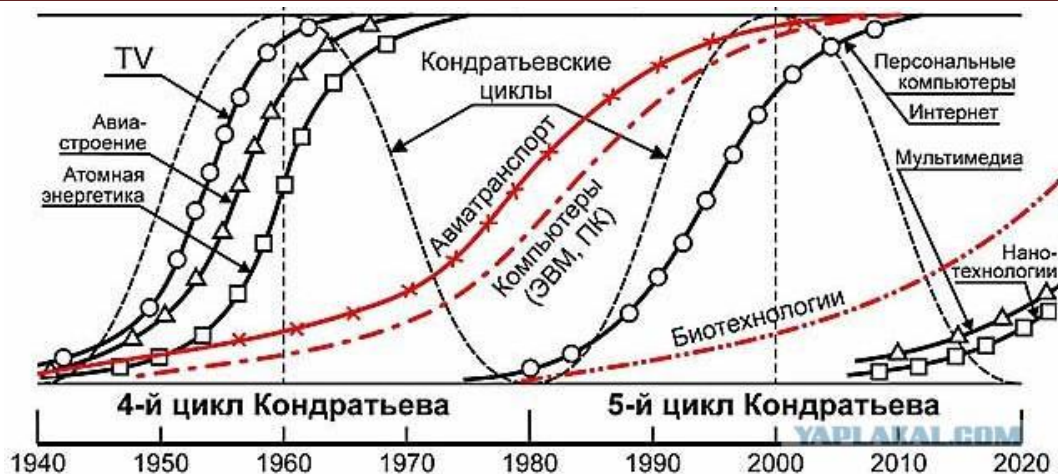 TV
Авиа-
строение
Атомная
энергетика
Кондратьевские
циклы
Авиатранспорт
Компьютеры
(ЭВМ, ПК)
Персональные
компьютеры
Интернет
Мультимедиа
Нано-
технологии
Биотехнологии
4-й цикл Кондратьева
5-й цикл Кондратьева
YAPLAKAL.COM
1940 1950 1960 1970 1980 1990 2000 2010 2020